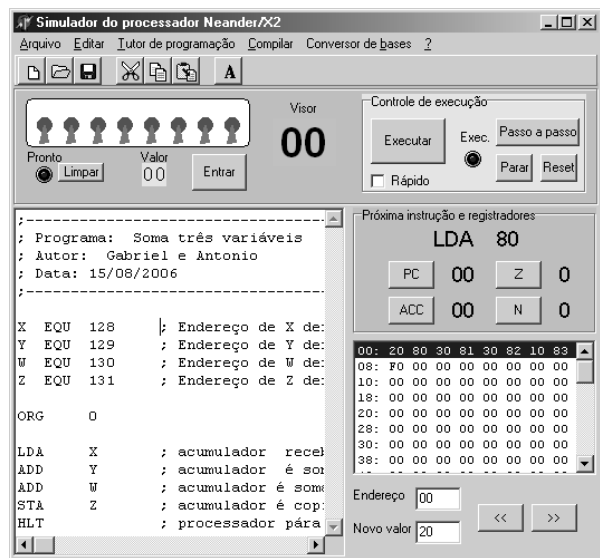 Simulador do processador Neander/X2
Arquivo Editar Tutor de programação Compilar Conversor de bases ?
A
Visor
00
Pronto
Limpar
Valor
00
Entrar
Controle de execução
Executar
Exec.
Passo a passo
Parar
Reset
Rápido
;
; Programa: Soma três variáveis
; Autor: Gabriel e Antonio
; Data: 15/08/2006
;
X EQU 128 ; Endereço de X de
Y EQU 129 ; Endereço de Y de
W EQU 130 ; Endereço de W de
Z EQU 131 ; Endereço de Z de
ORG 0
LDA X ; acumulador rece
ADD Y ; acumulador é so
ADD W ; acumulador é som
STA Z ; acumulador é cop
HLT ; processador pára
Próxima instrução e registradores
LDA 80
PC 00 Z 0
ACC 00 N 0
00: 20 80 30 81 30 82 10 83
08: F0 00 00 00 00 00 00 00
10: 00 00 00 00 00 00 00 00
18: 00 00 00 00 00 00 00 00
20: 00 00 00 00 00 00 00 00
28: 00 00 00 00 00 00 00 00
30: 00 00 00 00 00 00 00 00
38: 00 00 00 00 00 00 00 00
Endereço 00
Novo valor 20
<< >>